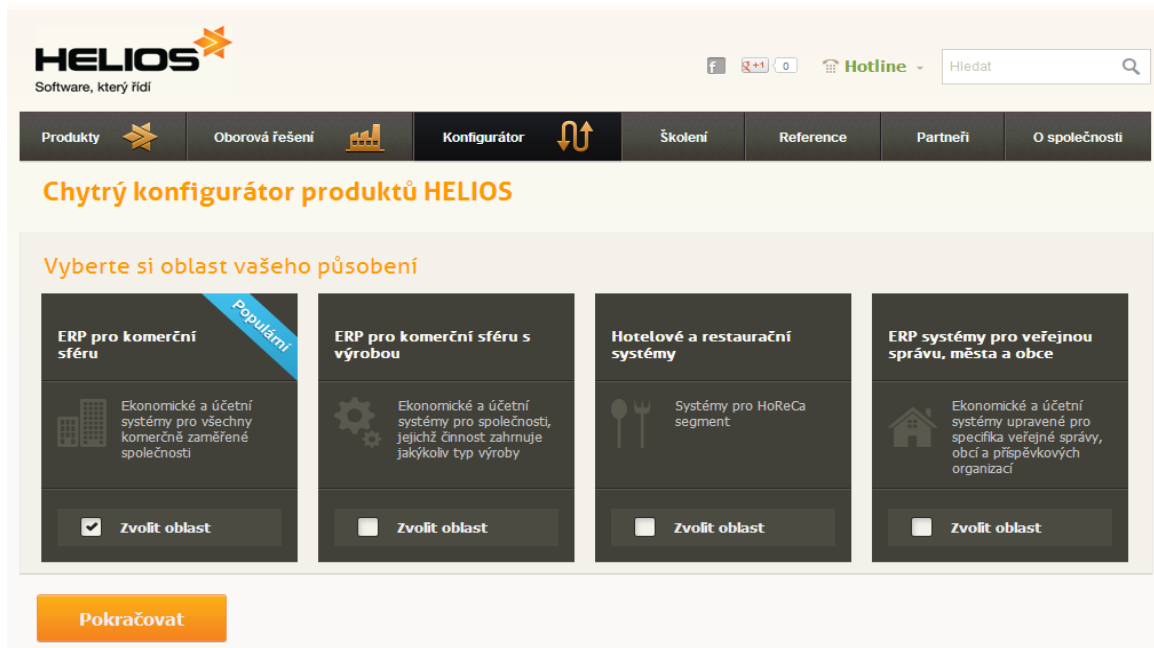 HELIOS
Software, který řídí
f
g+1 0
Hotline
Hledat
Produkty
Oborová řešení
Konfigurátor
Školení
Reference
Partneři
O společnosti
Chytrý konfigurátor produktů HELIOS
Vyberte si oblast vašeho působení
Populární
ERP pro komerční
sféru
Ekonomické a účetní
systémy pro všechny
komerčně zaměřené
společnosti
Zvolit oblast
ERP pro komerční sféru s
výrobou
Ekonomické a účetní
systémy pro společnosti,
jejichž činnost zahrnuje
jakýkoliv typ výroby
Zvolit oblast
Hotelové a restaurační
systémy
Systémy pro HoReCa
segment
Zvolit oblast
ERP systémy pro veřejnou
správu, města a obce
Ekonomické a účetní
systémy upravené pro
specifika veřejné správy,
obcí a příspěvkových
organizací
Zvolit oblast
Pokračovat